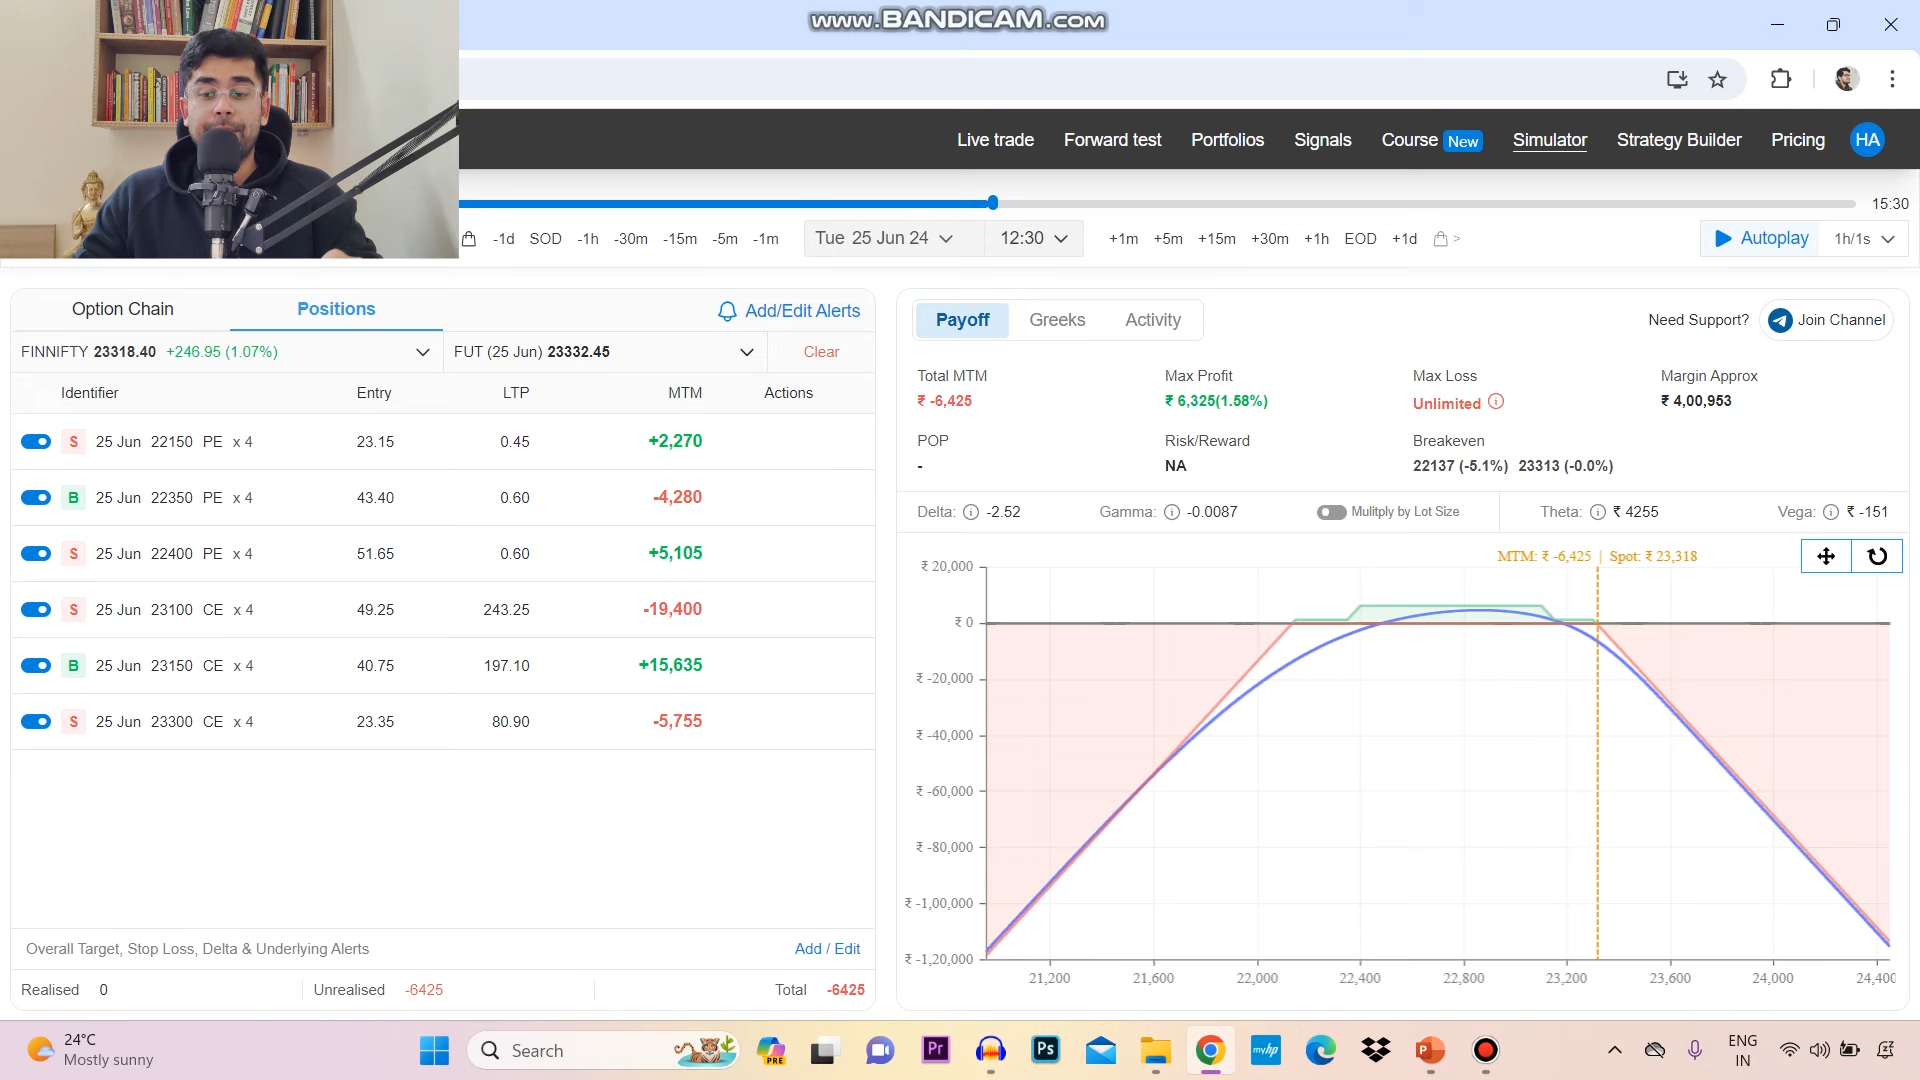 www.BANDICAM.com
Live trade Forward test Portfolios Signals Course New Simulator Strategy Builder Pricing HA
15:30
-1d SOD -1h -30m -15m -5m -1m Tue 25 Jun 24 12:30 +1m +5m +15m +30m +1h EOD +1d > Autoplay 1h/1s
Option Chain Positions Add/Edit Alerts
FINNIFTY 23318.40 +246.95 (1.07%) FUT (25 Jun) 23332.45 Clear
Identifier Entry LTP MTM Actions
S 25 Jun 22150 PE x 4 23.15 0.45 +2,270
B 25 Jun 22350 PE x 4 43.40 0.60 -4,280
S 25 Jun 22400 PE x 4 51.65 0.60 +5,105
S 25 Jun 23100 CE x 4 49.25 243.25 -19,400
B 25 Jun 23150 CE x 4 40.75 197.10 +15,635
S 25 Jun 23300 CE x 4 23.35 80.90 -5,755
Overall Target, Stop Loss, Delta & Underlying Alerts Add / Edit
Realised 0 Unrealised -6425 Total -6425
Payoff Greeks Activity Need Support? Join Channel
Total MTM Max Profit Max Loss Margin Approx
₹ -6,425 ₹ 6,325(1.58%) Unlimited ₹ 4,00,953
POP Risk/Reward Breakeven
- NA 22137 (-5.1%) 23313 (-0.0%)
Delta: -2.52 Gamma: -0.0087 Mulitply by Lot Size Theta: ₹ 4255 Vega: ₹ -151
MTM: ₹ -6,425 | Spot: ₹ 23,318
₹ 20,000
₹ 0
₹ -20,000
₹ -40,000
₹ -60,000
₹ -80,000
₹ -1,00,000
₹ -1,20,000
21,200 21,600 22,000 22,400 22,800 23,200 23,600 24,000 24,400
24°C
Mostly sunny
Search
PRE
Pr
Ps
myhp
P
ENG
IN